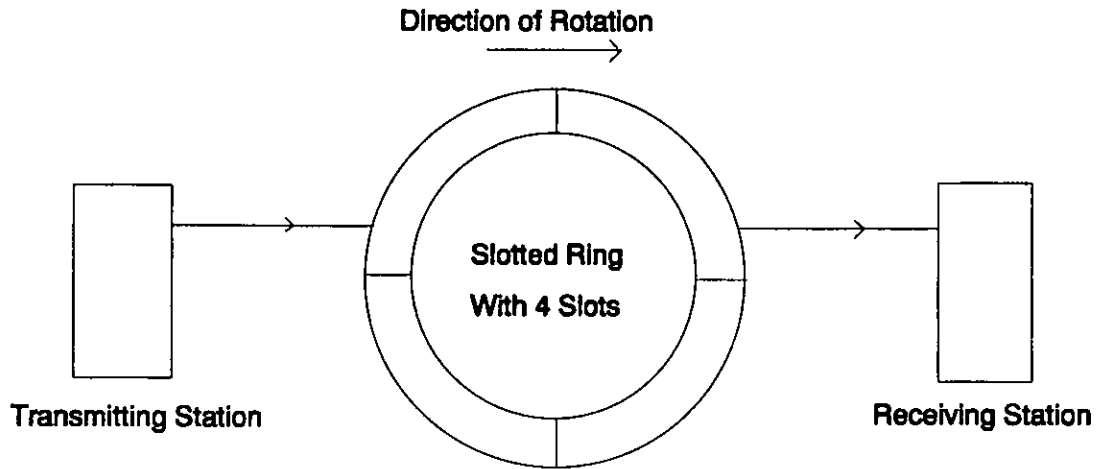 Direction of Rotation
Slotted Ring
With 4 Slots
Transmitting Station
Receiving Station